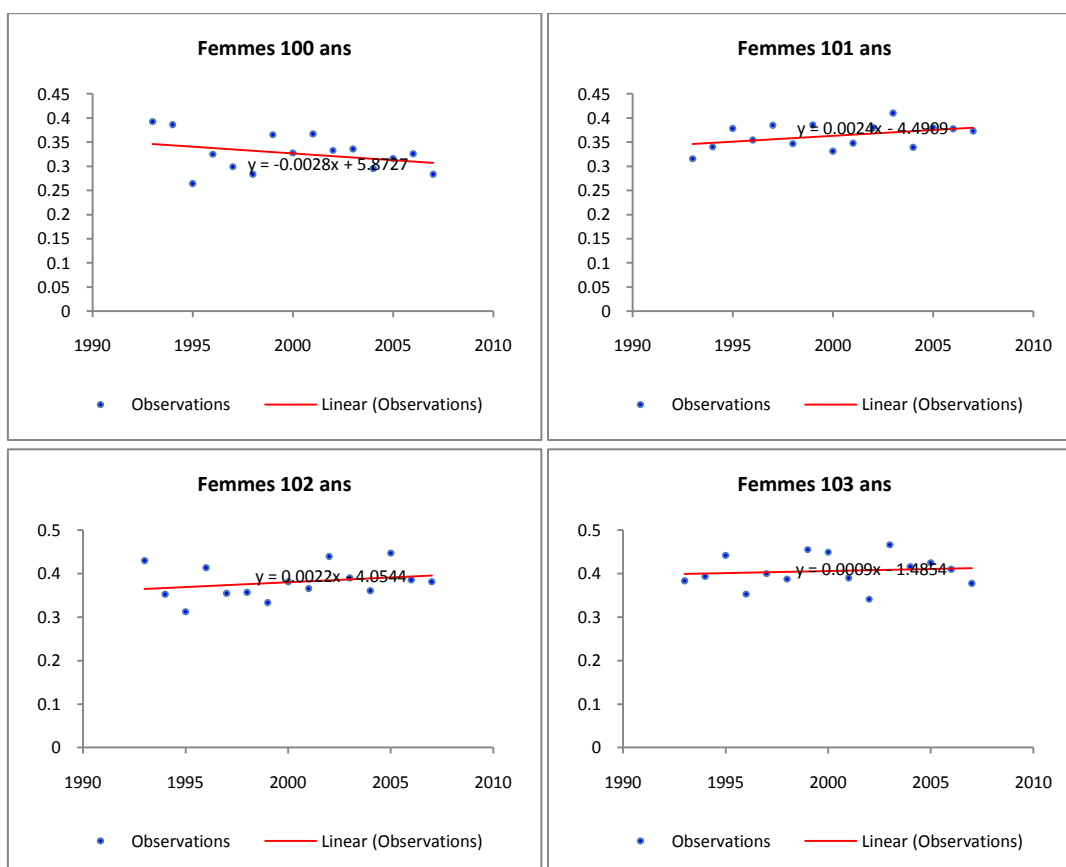 Femmes 100 ans
0.45
0.4
0.35
0.3
0.25
0.2
0.15
0.1
0.05
0
y = -0.0028x + 5.8727
1990 1995 2000 2005 2010
Observations Linear (Observations)
Femmes 101 ans
0.45
0.4
0.35
0.3
0.25
0.2
0.15
0.1
0.05
0
y = 0.0024x - 4.4909
1990 1995 2000 2005 2010
Observations Linear (Observations)
Femmes 102 ans
0.5
0.4
0.3
0.2
0.1
0
y = 0.0022x - 4.0544
1990 1995 2000 2005 2010
Observations Linear (Observations)
Femmes 103 ans
0.5
0.4
0.3
0.2
0.1
0
y = 0.0009x - 1.4854
1990 1995 2000 2005 2010
Observations Linear (Observations)